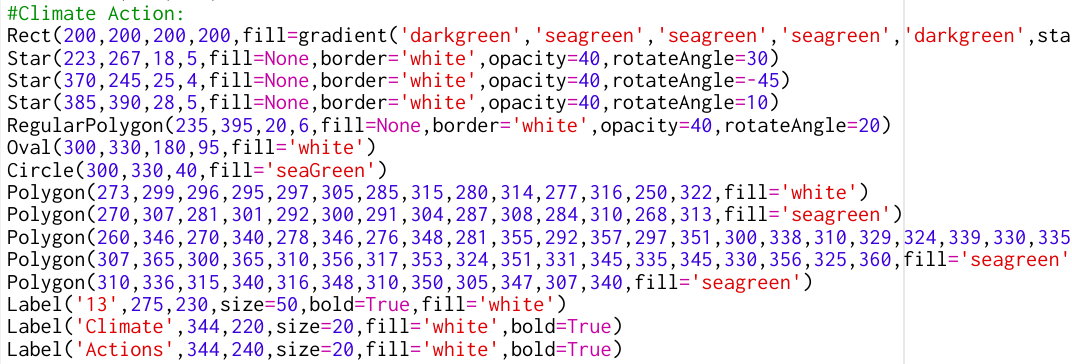 #Climate Action:
Rect(200,200,200,200,fill=gradient('darkgreen','seagreen','seagreen','seagreen','darkgreen',sta
Star(223,267,18,5,fill=None,border='white',opacity=40,rotateAngle=30)
Star(370,245,25,4,fill=None,border='white',opacity=40,rotateAngle=-45)
Star(385,390,28,5,fill=None,border='white',opacity=40,rotateAngle=10)
RegularPolygon(235,395,20,6,fill=None,border='white',opacity=40,rotateAngle=20)
Oval(300,330,180,95,fill='white')
Circle(300,330,40,fill='seaGreen')
Polygon(273,299,296,295,297,305,285,315,280,314,277,316,250,322,fill='white')
Polygon(270,307,281,301,292,300,291,304,287,308,284,310,268,313,fill='seagreen')
Polygon(260,346,270,340,278,346,276,348,281,355,292,357,297,351,300,338,310,329,324,339,330,335
Polygon(307,365,300,365,310,356,317,353,324,351,331,345,335,345,330,356,325,360,fill='seagreen'
Polygon(310,336,315,340,316,348,310,350,305,347,307,340,fill='seagreen')
Label('13',275,230,size=50,bold=True,fill='white')
Label('Climate',344,220,size=20,fill='white',bold=True)
Label('Actions',344,240,size=20,fill='white',bold=True)